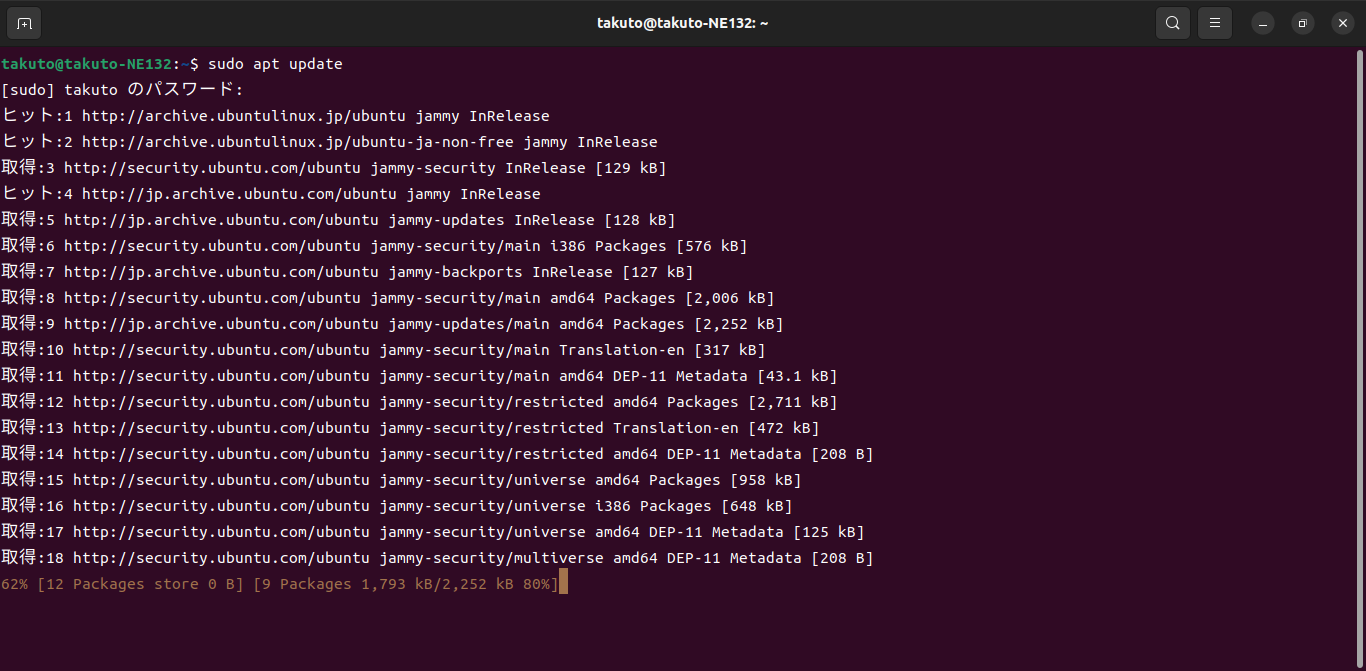 takuto@takuto-NE132: ~
takuto@takuto-NE132:~$ sudo apt update
[sudo] takuto のパスワード:
ヒット:1 http://archive.ubuntulinux.jp/ubuntu jammy InRelease
ヒット:2 http://archive.ubuntulinux.jp/ubuntu-ja-non-free jammy InRelease
取得:3 http://security.ubuntu.com/ubuntu jammy-security InRelease [129 kB]
ヒット:4 http://jp.archive.ubuntu.com/ubuntu jammy InRelease
取得:5 http://jp.archive.ubuntu.com/ubuntu jammy-updates InRelease [128 kB]
取得:6 http://security.ubuntu.com/ubuntu jammy-security/main i386 Packages [576 kB]
取得:7 http://jp.archive.ubuntu.com/ubuntu jammy-backports InRelease [127 kB]
取得:8 http://security.ubuntu.com/ubuntu jammy-security/main amd64 Packages [2,006 kB]
取得:9 http://jp.archive.ubuntu.com/ubuntu jammy-updates/main amd64 Packages [2,252 kB]
取得:10 http://security.ubuntu.com/ubuntu jammy-security/main Translation-en [317 kB]
取得:11 http://security.ubuntu.com/ubuntu jammy-security/main amd64 DEP-11 Metadata [43.1 kB]
取得:12 http://security.ubuntu.com/ubuntu jammy-security/restricted amd64 Packages [2,711 kB]
取得:13 http://security.ubuntu.com/ubuntu jammy-security/restricted Translation-en [472 kB]
取得:14 http://security.ubuntu.com/ubuntu jammy-security/restricted amd64 DEP-11 Metadata [208 B]
取得:15 http://security.ubuntu.com/ubuntu jammy-security/universe amd64 Packages [958 kB]
取得:16 http://security.ubuntu.com/ubuntu jammy-security/universe i386 Packages [648 kB]
取得:17 http://security.ubuntu.com/ubuntu jammy-security/universe amd64 DEP-11 Metadata [125 kB]
取得:18 http://security.ubuntu.com/ubuntu jammy-security/multiverse amd64 DEP-11 Metadata [208 B]
62% [12 Packages store 0 B] [9 Packages 1,793 kB/2,252 kB 80%]